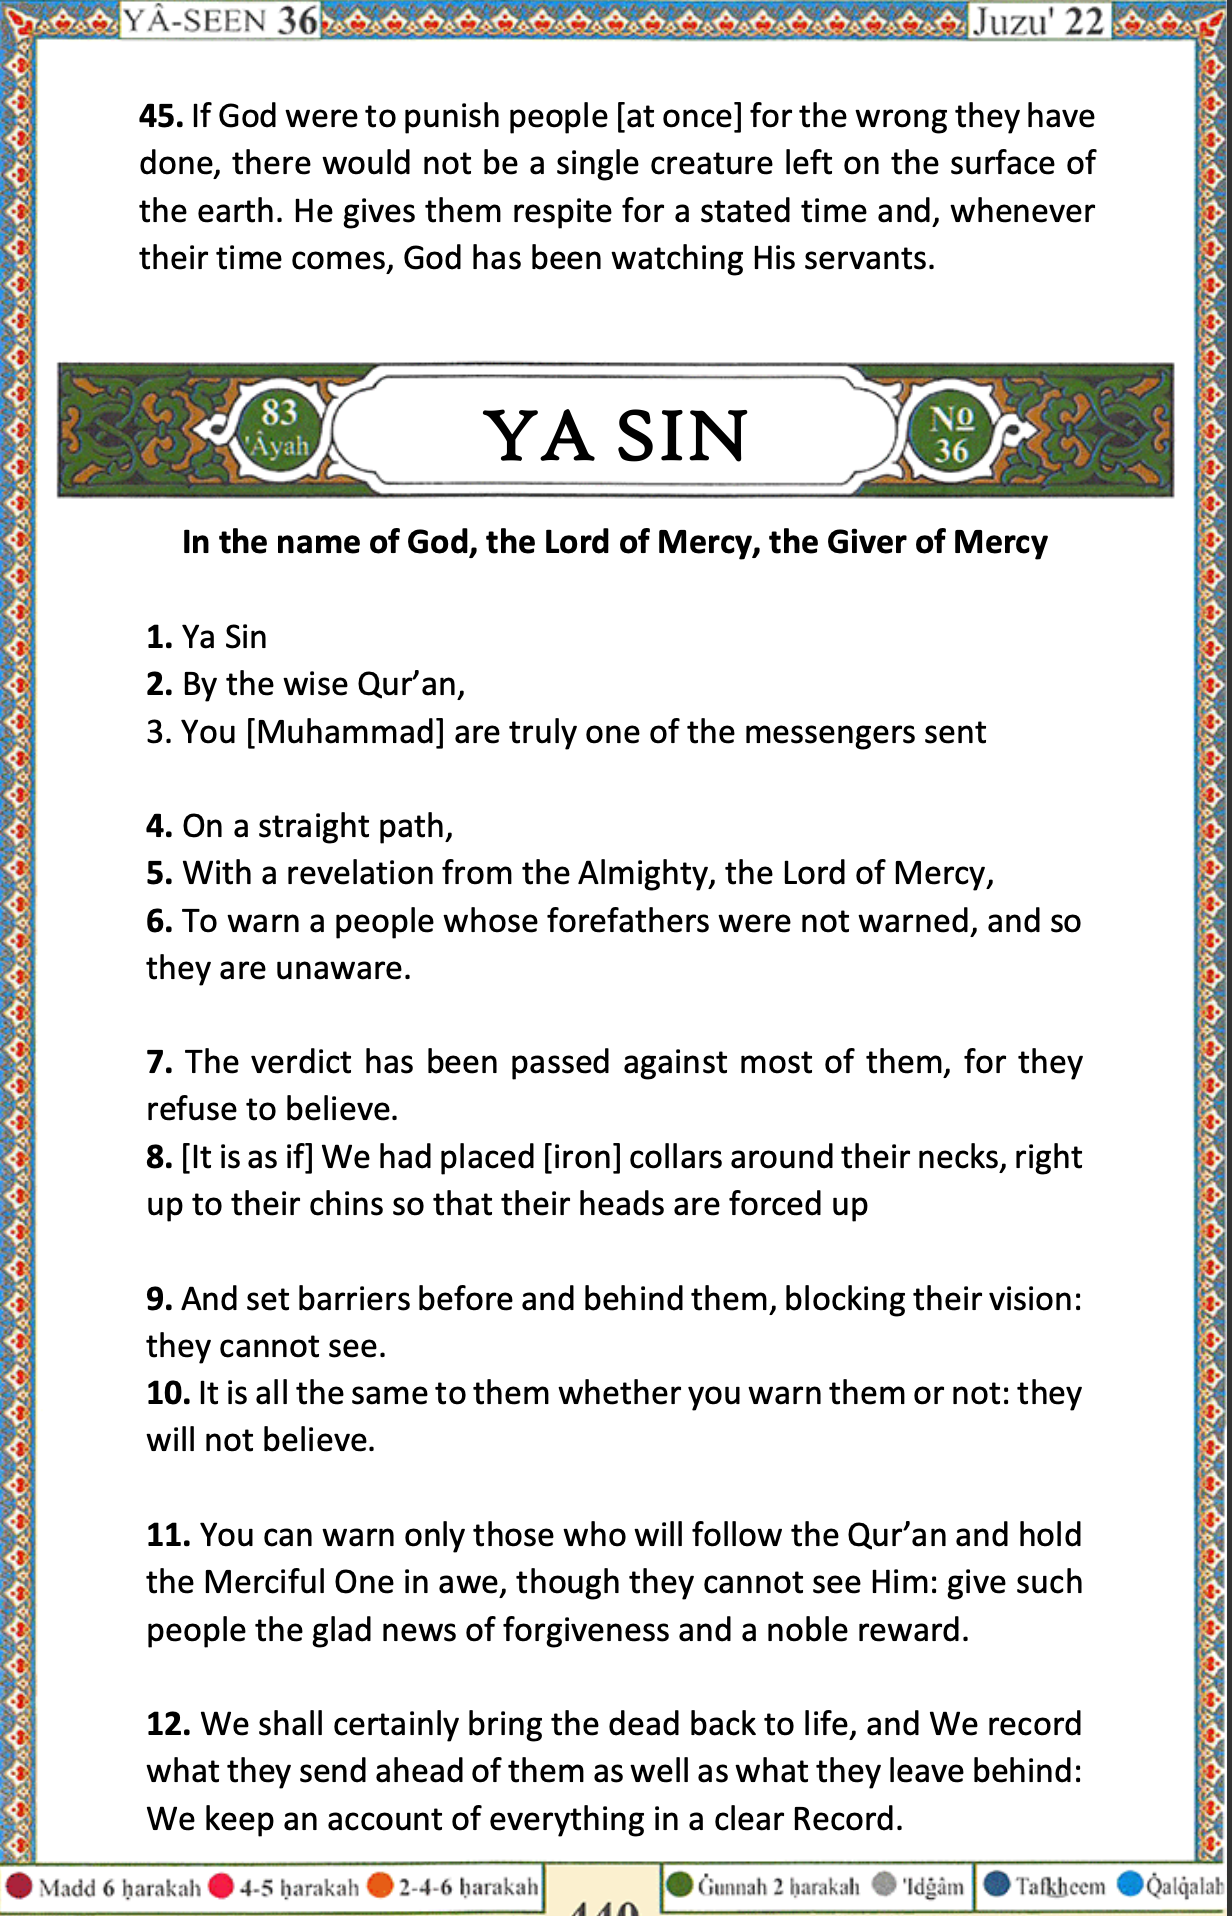 YÂ-SEEN 36
Juzu' 22
45. If God were to punish people [at once] for the wrong they have
done, there would not be a single creature left on the surface of
the earth. He gives them respite for a stated time and, whenever
their time comes, God has been watching His servants.
83
'Âyah
YA SIN
Nº
36
In the name of God, the Lord of Mercy, the Giver of Mercy
1. Ya Sin
2. By the wise Qur’an,
3. You [Muhammad] are truly one of the messengers sent
4. On a straight path,
5. With a revelation from the Almighty, the Lord of Mercy,
6. To warn a people whose forefathers were not warned, and so
they are unaware.
7. The verdict has been passed against most of them, for they
refuse to believe.
8. [It is as if] We had placed [iron] collars around their necks, right
up to their chins so that their heads are forced up
9. And set barriers before and behind them, blocking their vision:
they cannot see.
10. It is all the same to them whether you warn them or not: they
will not believe.
11. You can warn only those who will follow the Qur’an and hold
the Merciful One in awe, though they cannot see Him: give such
people the glad news of forgiveness and a noble reward.
12. We shall certainly bring the dead back to life, and We record
what they send ahead of them as well as what they leave behind:
We keep an account of everything in a clear Record.
Madd 6 ḥarakah 4-5 ḥarakah 2-4-6 ḥarakah
440
Ġunnah 2 ḥarakah 'Idğâm
Tafkheem Qalqalah